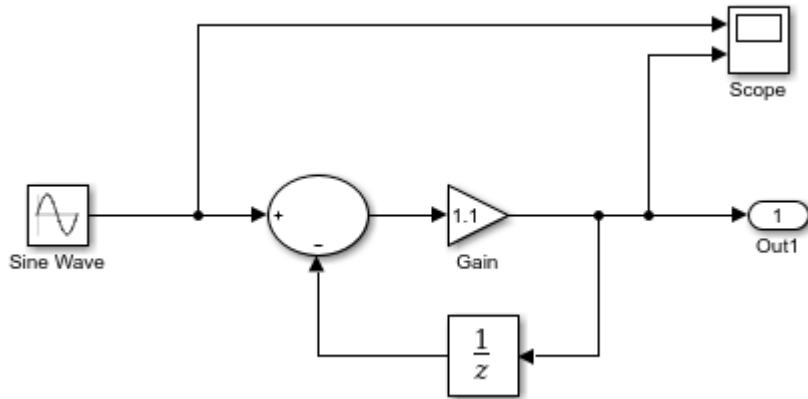 Scope
+
−
Sine Wave
1.1
Gain
1
Out1
1
z